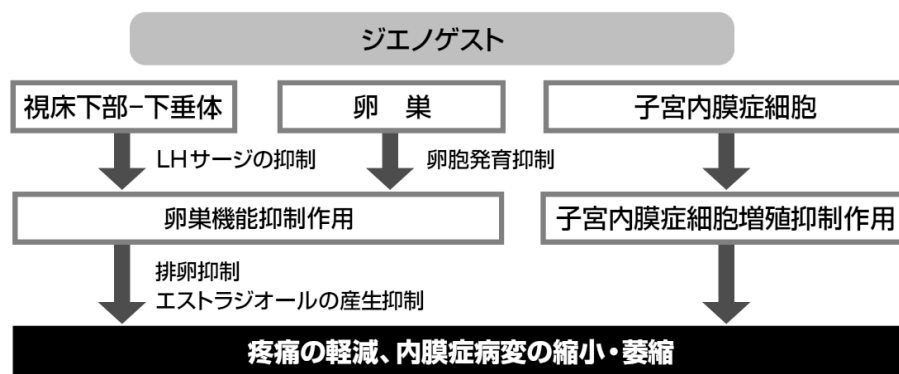 ジエノゲスト
視床下部-下垂体
卵 巣
子宮内膜症細胞
LHサージの抑制
卵胞発育抑制
卵巣機能抑制作用
子宮内膜症細胞増殖抑制作用
排卵抑制
エストラジオールの産生抑制
疼痛の軽減、内膜症病変の縮小・萎縮